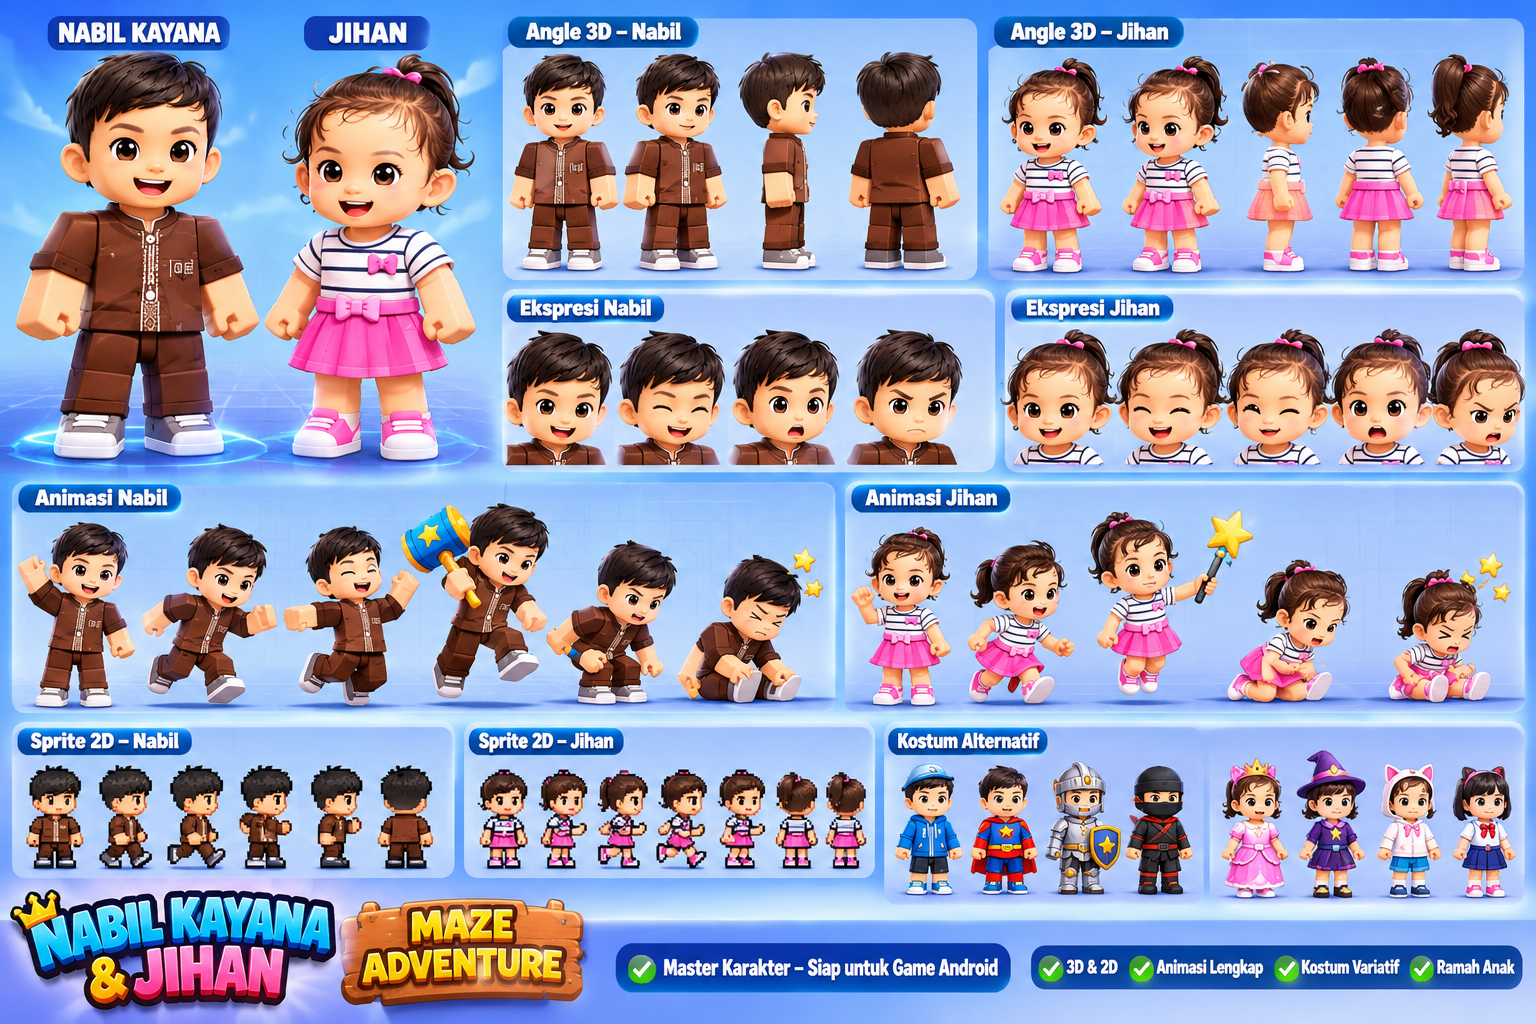 NABIL KAYANA
JIHAN
Angle 3D – Nabil
Angle 3D – Jihan
Ekspresi Nabil
Ekspresi Jihan
Animasi Nabil
Animasi Jihan
Sprite 2D – Nabil
Sprite 2D – Jihan
Kostum Alternatif
NABIL KAYANA
& JIHAN
MAZE
ADVENTURE
Master Karakter – Siap untuk Game Android
3D & 2D
Animasi Lengkap
Kostum Variatif
Ramah Anak